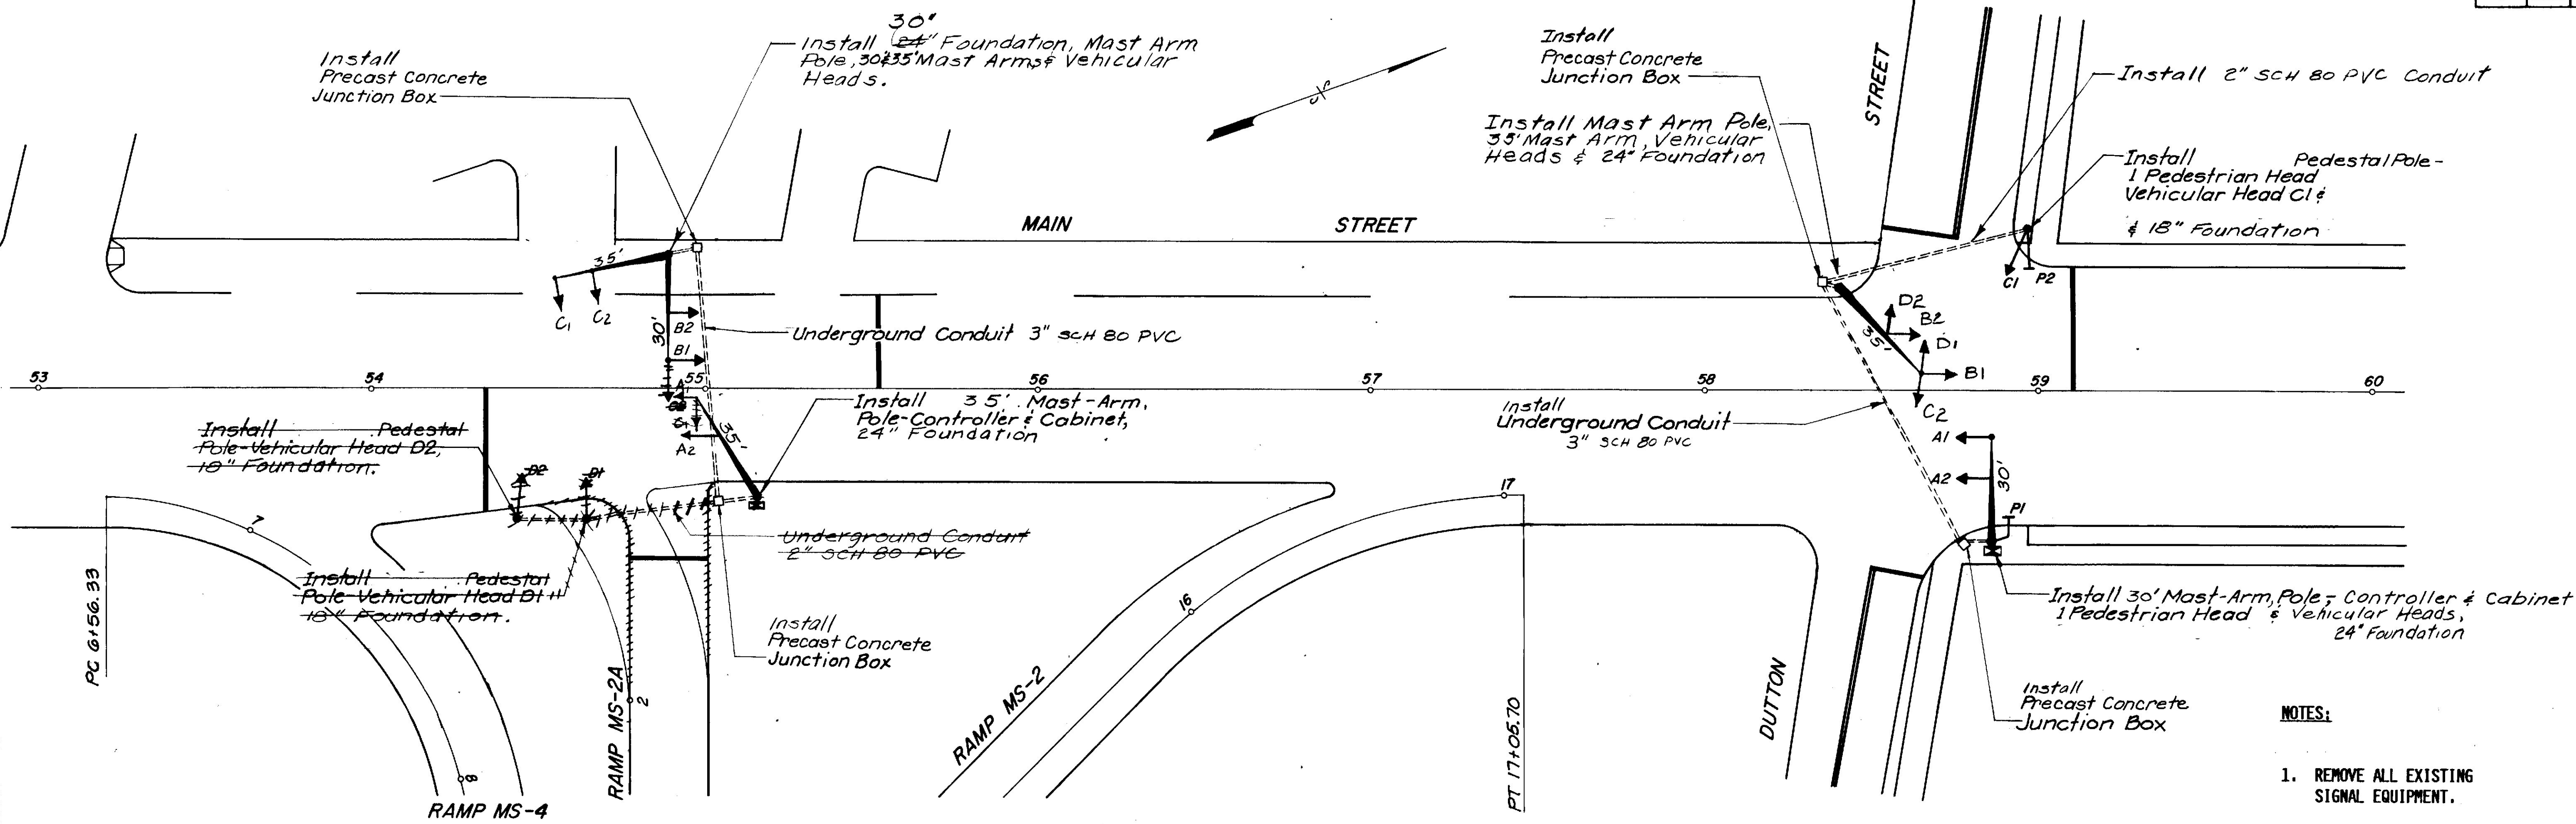 Install
Precast Concrete
Junction Box
30"
Install 24" Foundation, Mast Arm
Pole, 30'&35' Mast Arms & Vehicular
Heads.
Install
Precast Concrete
Junction Box
Install Mast Arm Pole,
35' Mast Arm, Vehicular
Heads & 24" Foundation
STREET
Install 2" SCH 80 PVC Conduit
Install Pedestal Pole-
1 Pedestrian Head
Vehicular Head C1 &
& 18" Foundation
MAIN STREET
35'
C1
C2
30'
B2
B1
Underground Conduit 3" SCH 80 PVC
C1
P2
D2
B2
D1
B1
35'
C2
53
54
55
56
57
58
59
60
A2
35'
Install 35' Mast-Arm,
Pole-Controller & Cabinet,
24" Foundation
Install
Underground Conduit
3" SCH 80 PVC
A1
A2
30'
P1
Install Pedestal
Pole-Vehicular Head D2,
18" Foundation.
D2
D1
Underground Conduit
2" SCH 80 PVC
Install Pedestal
Pole-Vehicular Head D1
18" Foundation.
7
8
2
17
16
PC 6+56.33
RAMP MS-4
RAMP MS-2A
Install
Precast Concrete
Junction Box
RAMP MS-2
PT 17+05.70
DUTTON
Install 30' Mast-Arm, Pole, - Controller & Cabinet
1 Pedestrian Head & Vehicular Heads,
24" Foundation
Install
Precast Concrete
Junction Box
NOTES:
1. REMOVE ALL EXISTING
SIGNAL EQUIPMENT.